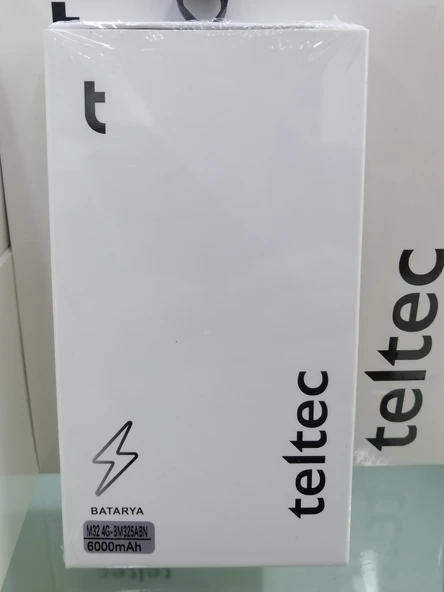 t
teltec
teltec
BATARYA
M32 4G-BM325ABN
6000mAh